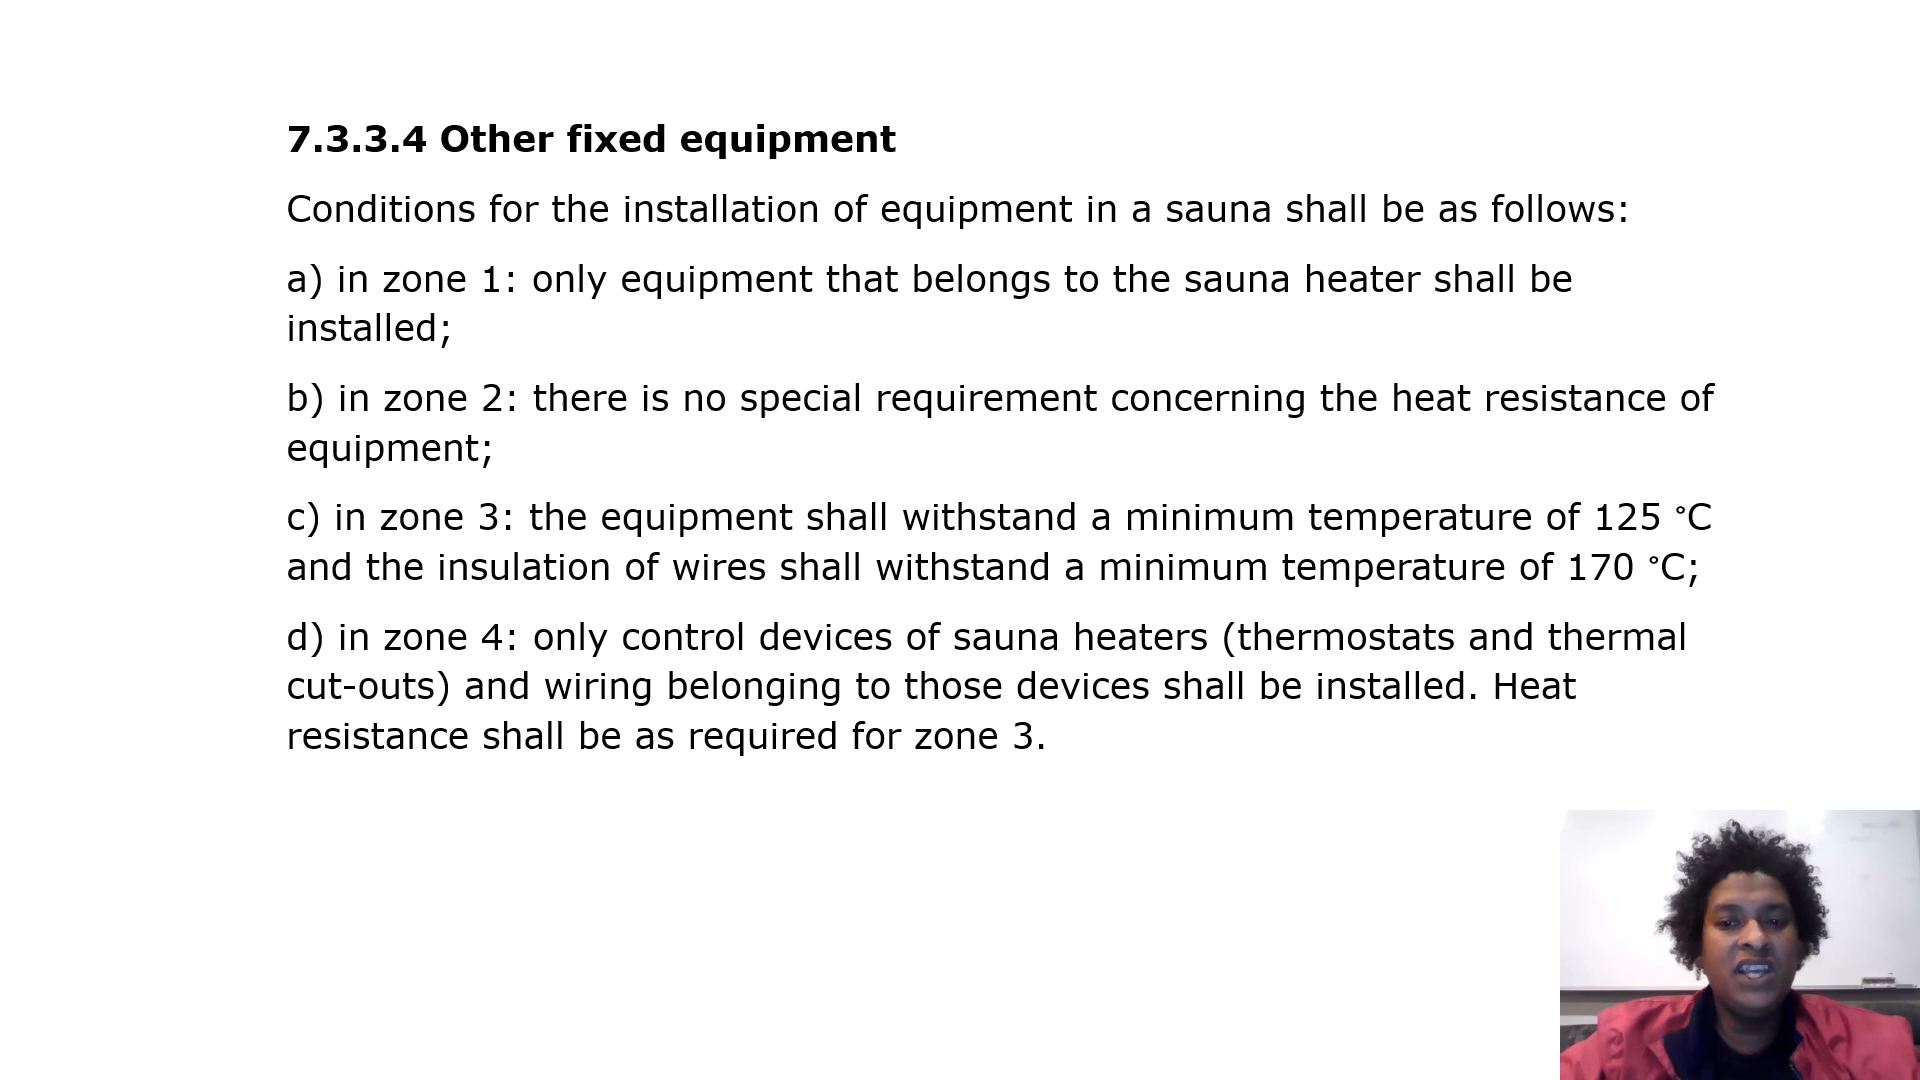 7.3.3.4 Other fixed equipment
Conditions for the installation of equipment in a sauna shall be as follows:
a) in zone 1: only equipment that belongs to the sauna heater shall be
installed;
b) in zone 2: there is no special requirement concerning the heat resistance of
equipment;
c) in zone 3: the equipment shall withstand a minimum temperature of 125 °C
and the insulation of wires shall withstand a minimum temperature of 170 °C;
d) in zone 4: only control devices of sauna heaters (thermostats and thermal
cut-outs) and wiring belonging to those devices shall be installed. Heat
resistance shall be as required for zone 3.